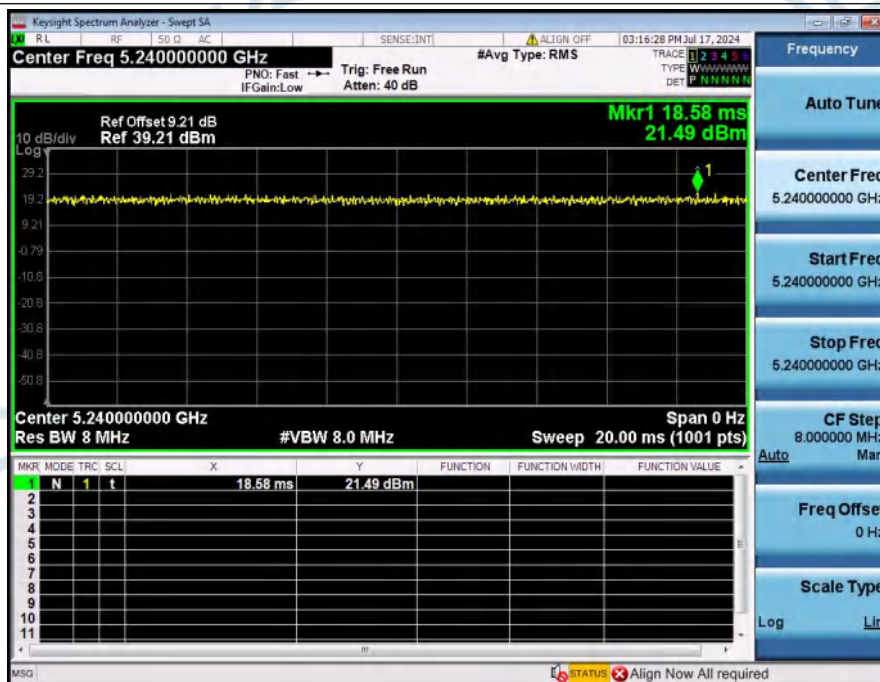 Keysight Spectrum Analyzer - Swept SA
LXI RL RF 50 Ω AC SENSE:INT ALIGN OFF 03:16:28 PM Jul 17, 2024
Center Freq 5.240000000 GHz #Avg Type: RMS TRACE 1 2 3 4 5 6
PNO: Fast Trig: Free Run TYPE W
IFGain:Low Atten: 40 dB DET P N N N N N
Frequency
Auto Tune
Ref Offset 9.21 dB Mkr1 18.58 ms
10 dB/div Ref 39.21 dBm 21.49 dBm
Log
1
29.2
19.2
9.21
-0.79
-10.8
-20.8
-30.8
-40.8
-50.8
Center 5.240000000 GHz Span 0 Hz
Res BW 8 MHz #VBW 8.0 MHz Sweep 20.00 ms (1001 pts)
MKR MODE TRC SCL X Y FUNCTION FUNCTION WIDTH FUNCTION VALUE
1 N 1 t 18.58 ms 21.49 dBm
2
3
4
5
6
7
8
9
10
11
Center Freq
5.240000000 GHz
Start Freq
5.240000000 GHz
Stop Freq
5.240000000 GHz
CF Step
8.000000 MHz
Auto Man
Freq Offset
0 Hz
Scale Type
Log Lin
MSG STATUS Align Now All required